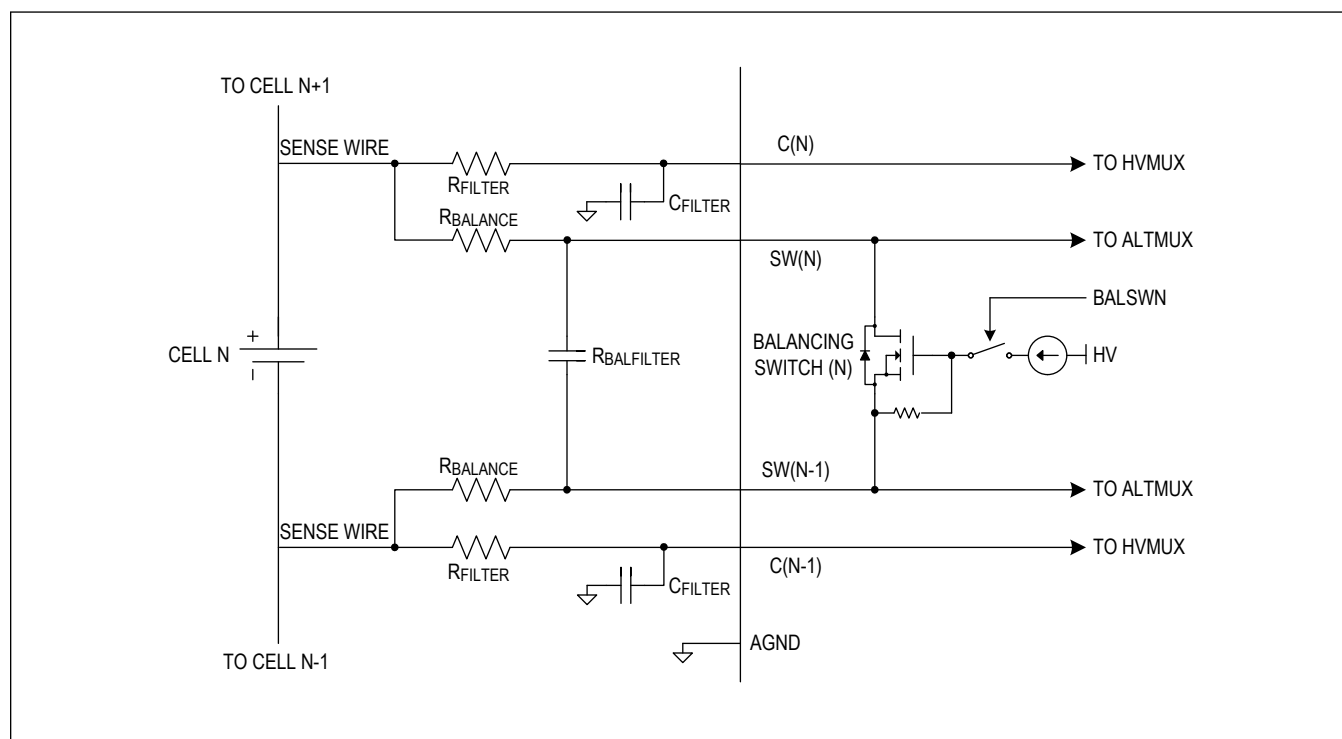 TO CELL N+1
SENSE WIRE
C(N)
TO HVMUX
RFILTER
CFILTER
RBALANCE
SW(N)
TO ALTMUX
BALSWN
BALANCING
SWITCH (N)
HV
CELL N
+
–
RBALFILTER
RBALANCE
SW(N-1)
TO ALTMUX
SENSE WIRE
RFILTER
CFILTER
C(N-1)
TO HVMUX
AGND
TO CELL N-1